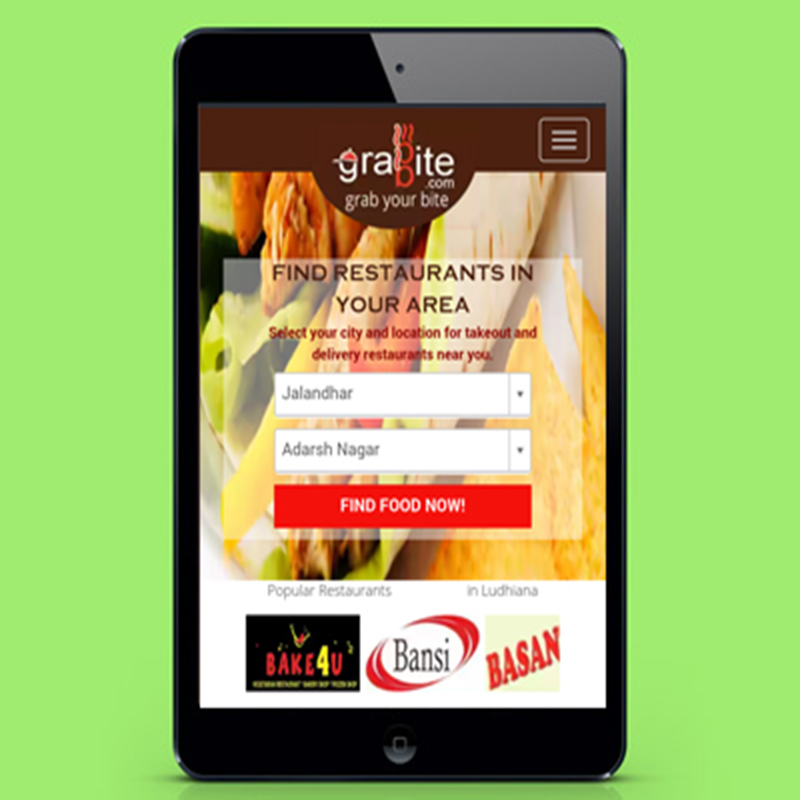 graBite
.com
grab your bite
FIND RESTAURANTS IN
YOUR AREA
Select your city and location for takeout and
delivery restaurants near you.
Jalandhar
Adarsh Nagar
FIND FOOD NOW!
Popular Restaurants in Ludhiana
BAKE4U
Bansi
BASAN